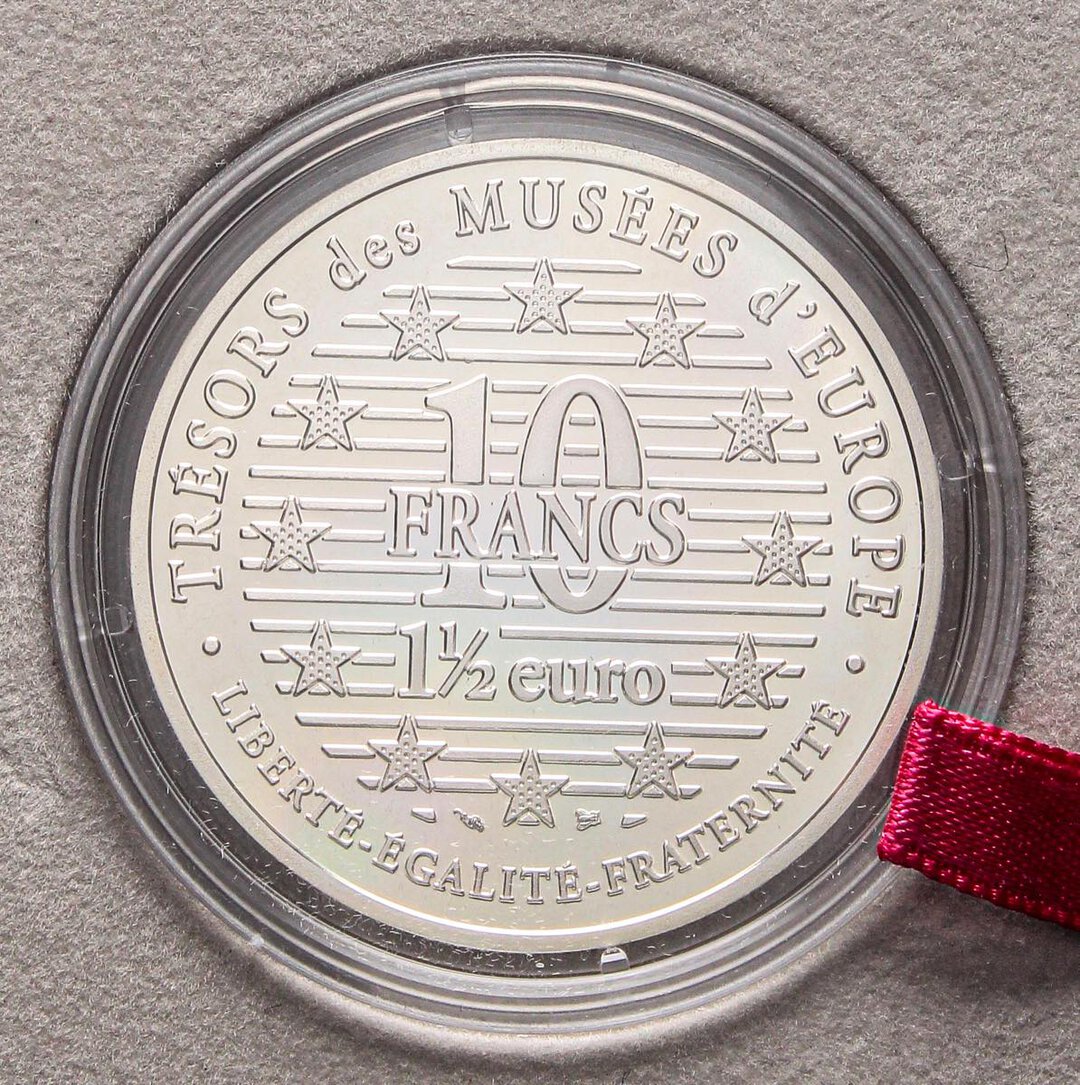 TRÉSORS des MUSÉES d'EUROPE
10
FRANCS
1½ euro
LIBERTÉ-ÉGALITÉ-FRATERNITÉ